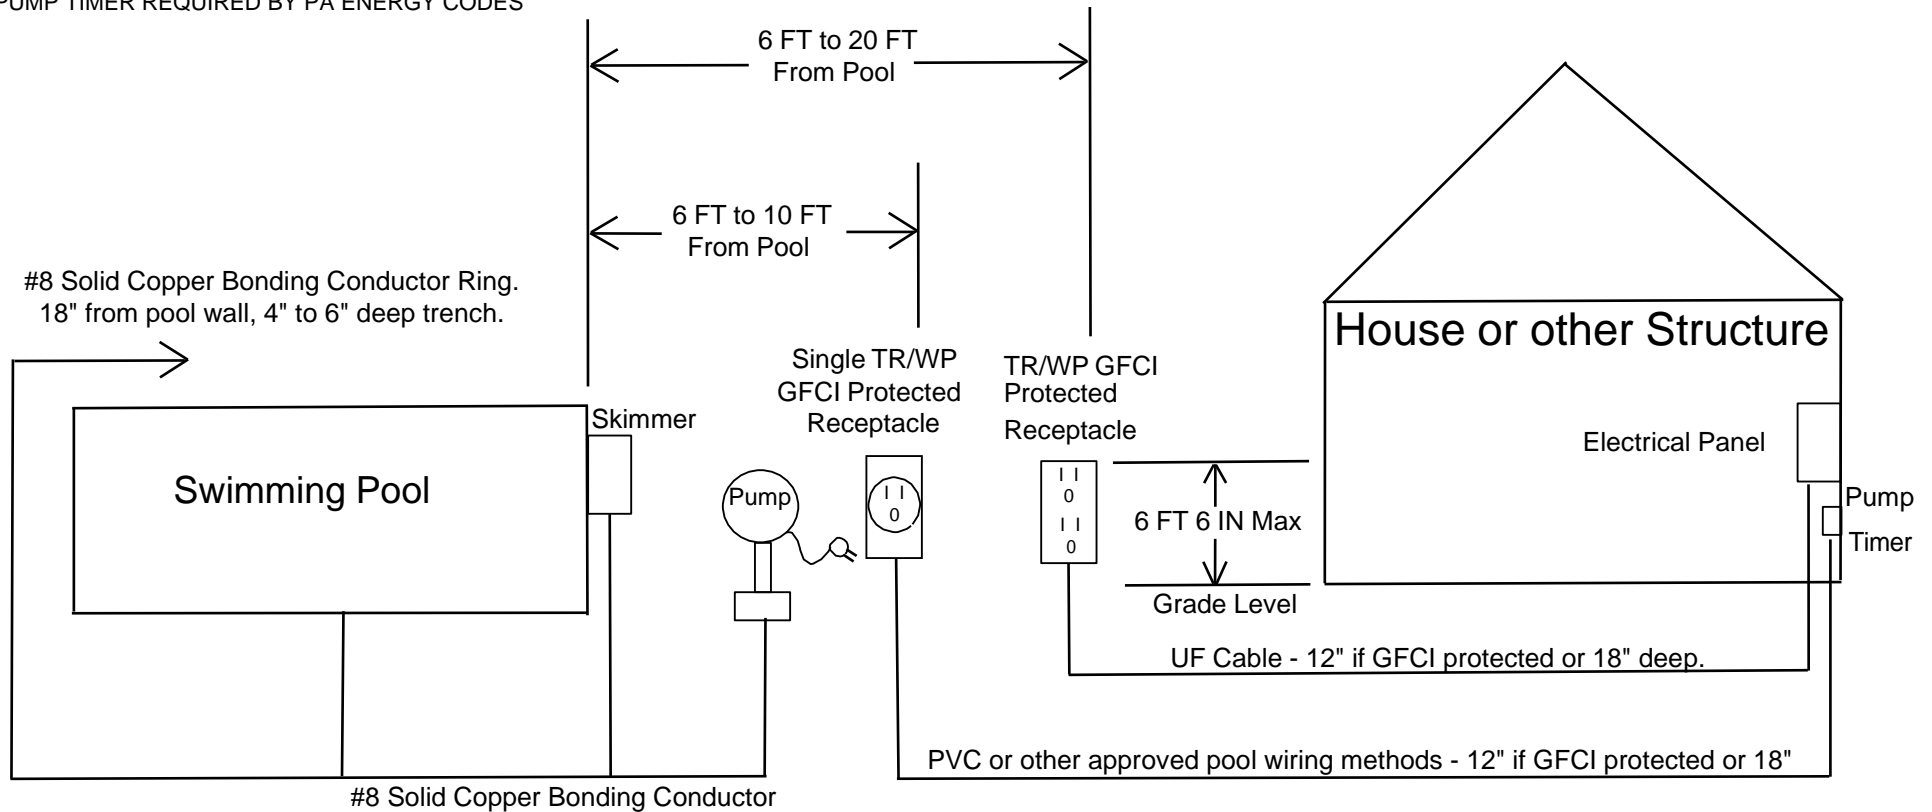 PUMP TIMER REQUIRED BY PA ENERGY CODES
6 FT to 20 FT
From Pool
6 FT to 10 FT
From Pool
#8 Solid Copper Bonding Conductor Ring.
18" from pool wall, 4" to 6" deep trench.
House or other Structure
Single TR/WP
GFCI Protected
Receptacle
TR/WP GFCI
Protected
Receptacle
Skimmer
Swimming Pool
Pump
I I
0
I I
0
I I
0
6 FT 6 IN Max
Grade Level
Electrical Panel
Pump
Timer
UF Cable - 12" if GFCI protected or 18" deep.
PVC or other approved pool wiring methods - 12" if GFCI protected or 18"
#8 Solid Copper Bonding Conductor